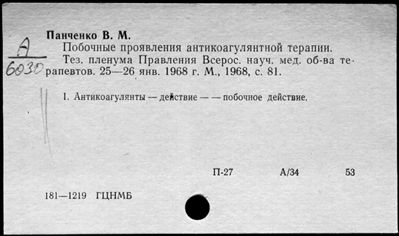 Панченко В. М.
А
6030
Побочные проявления антикоагулянтной терапии.
Тез. пленума Правления Всерос. науч. мед. об-ва те-
рапевтов. 25—26 янв. 1968 г. М., 1968, с. 81.
1. Антикоагулянты — действие — — побочное действие.
П-27 А/34 53
181—1219 ГЦНМБ